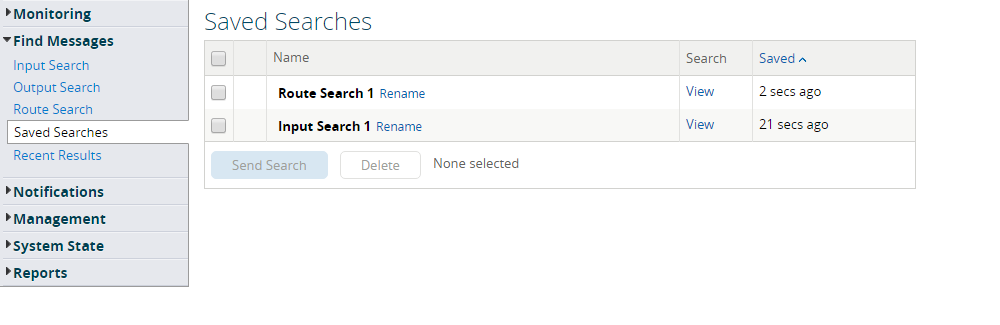 Monitoring
Find Messages
Input Search
Output Search
Route Search
Saved Searches
Recent Results
Notifications
Management
System State
Reports
Saved Searches
Name Search Saved
Route Search 1 Rename View 2 secs ago
Input Search 1 Rename View 21 secs ago
Send Search Delete None selected